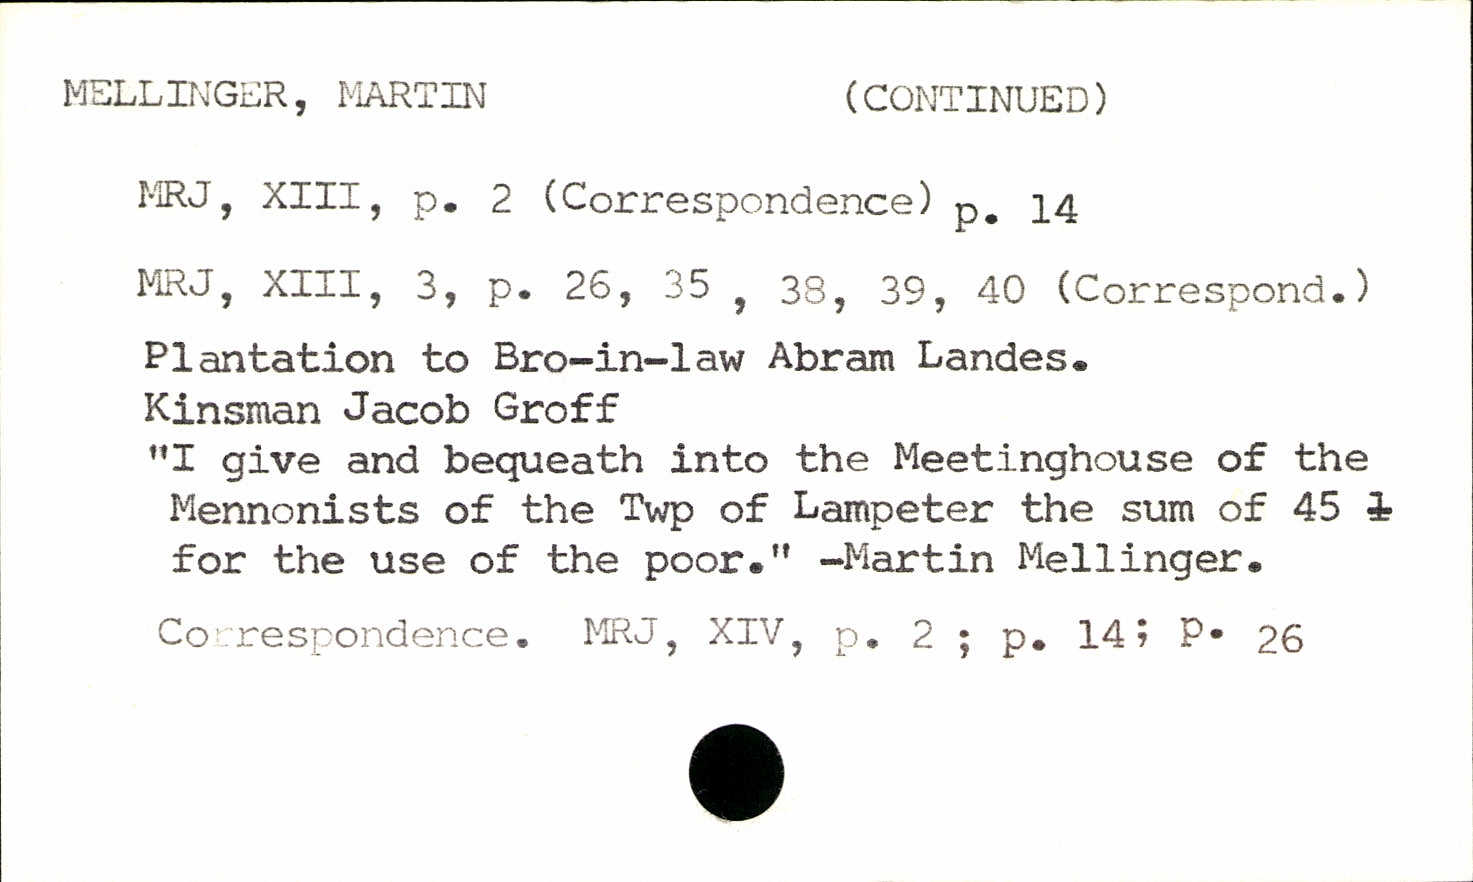 MELLINGER, MARTIN (CONTINUED)
MRJ, XIII, p. 2 (Correspondence) p. 14
MRJ, XIII, 3, p. 26, 35 , 38, 39, 40 (Correspond.)
Plantation to Bro-in-law Abram Landes.
Kinsman Jacob Groff
"I give and bequeath into the Meetinghouse of the
Mennonists of the Twp of Lampeter the sum of 45 ł
for the use of the poor." -Martin Mellinger.
Correspondence. MRJ, XIV, p. 2 ; p. 14; p. 26